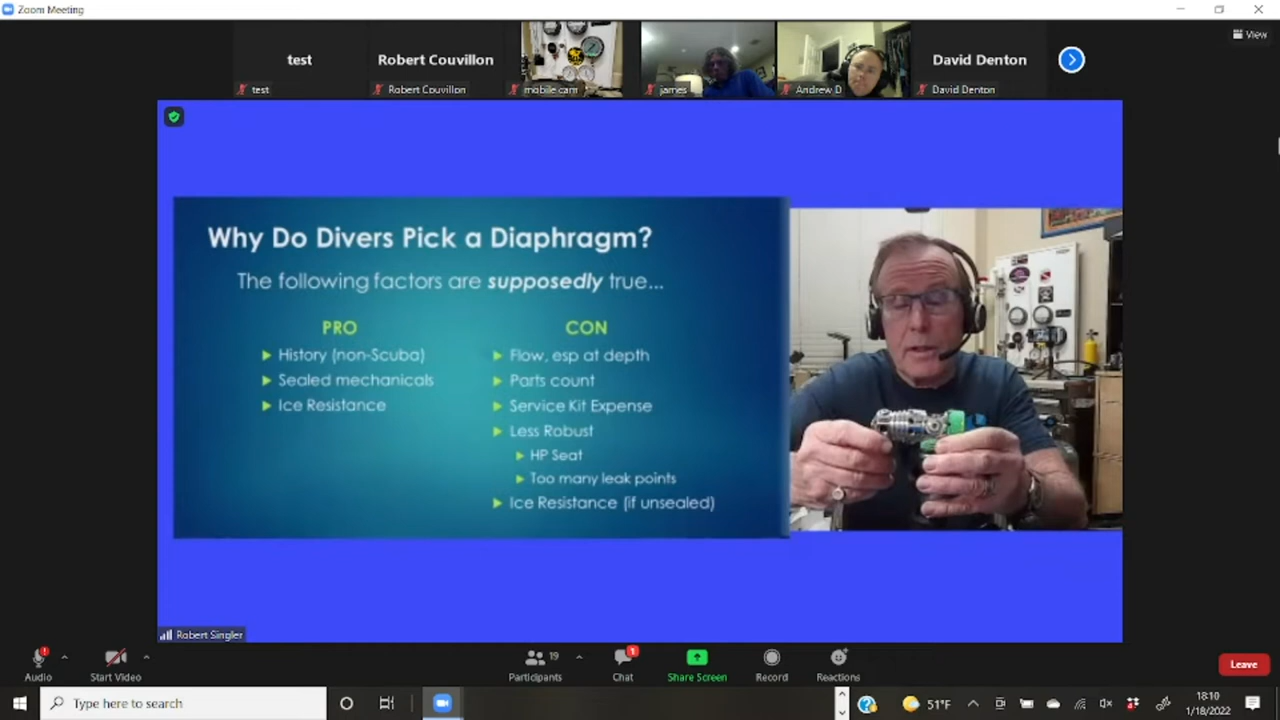 Zoom Meeting
View
test
Robert Couvillon
David Denton
test
Robert Couvillon
mobile cam
james
Andrew D
David Denton
Why Do Divers Pick a Diaphragm?
The following factors are supposedly true...
PRO
History (non-Scuba)
Sealed mechanicals
Ice Resistance
CON
Flow, esp at depth
Parts count
Service Kit Expense
Less Robust
HP Seat
Too many leak points
Ice Resistance (if unsealed)
Robert Singler
Audio
Start Video
19
Participants
1
Chat
Share Screen
Record
Reactions
Leave
Type here to search
51°F
18:10
1/18/2022